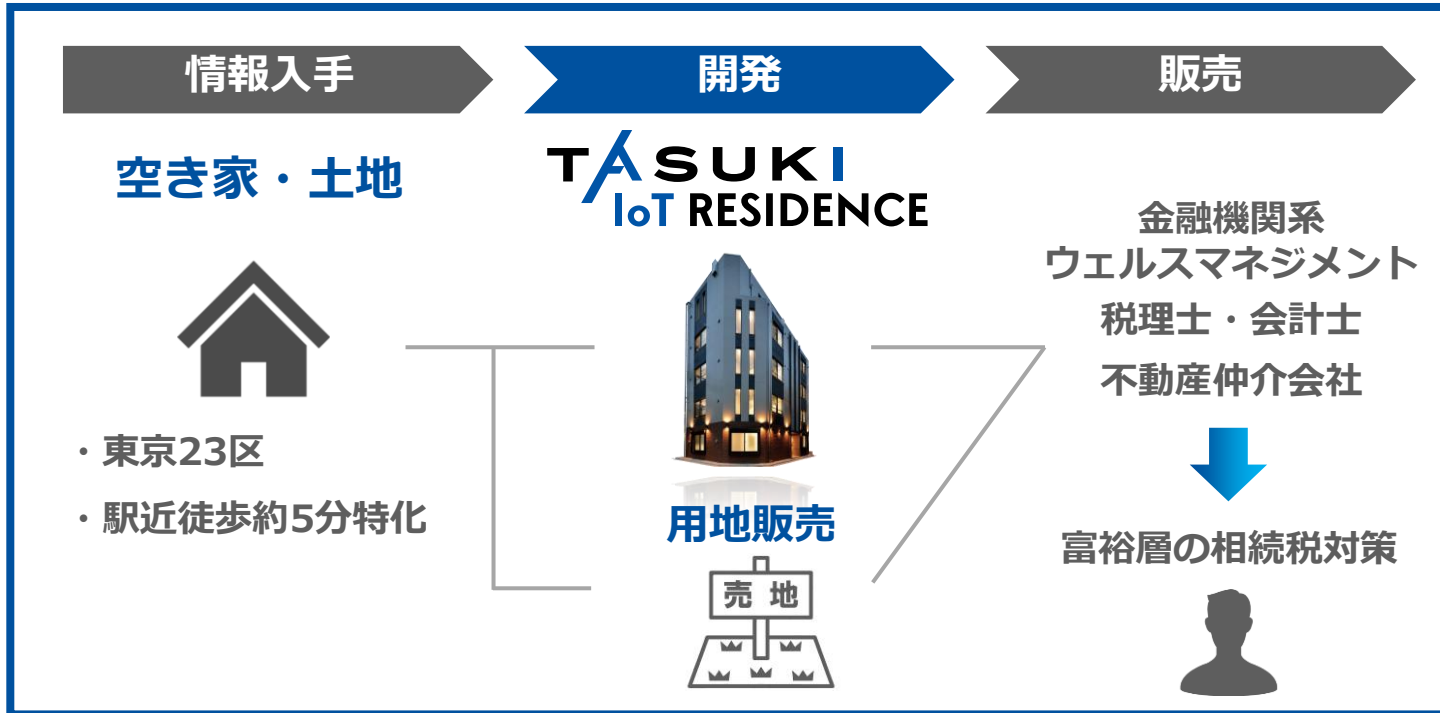 情報入手
開発
販売
空き家・土地
・東京23区
・駅近徒歩約5分特化
TASUKI
IoT RESIDENCE
用地販売
売 地
金融機関系
ウェルスマネジメント
税理士・会計士
不動産仲介会社
富裕層の相続税対策